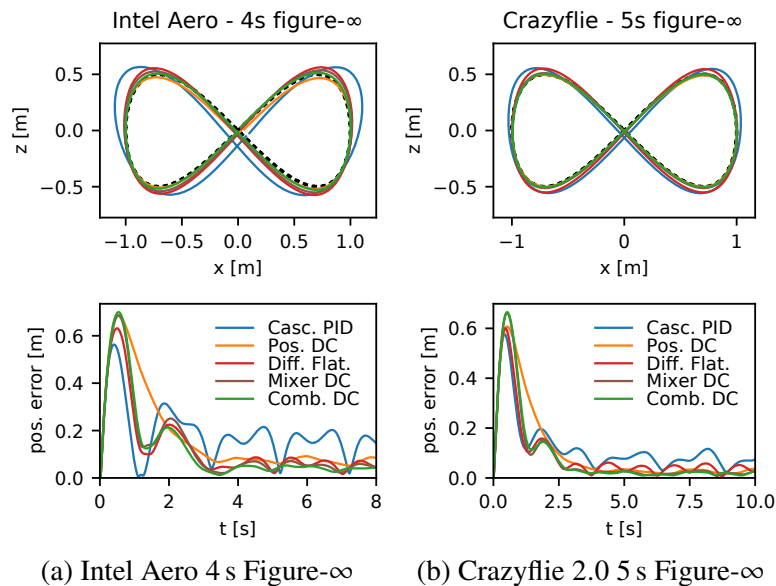 Intel Aero - 4s figure-∞
0.5
0.0
−0.5
z [m]
−1.0 −0.5 0.0 0.5 1.0
x [m]
Crazyflie - 5s figure-∞
0.5
0.0
−0.5
z [m]
−1 0 1
x [m]
0.6
0.4
0.2
0.0
pos. error [m]
Casc. PID
Pos. DC
Diff. Flat.
Mixer DC
Comb. DC
0 2 4 6 8
t [s]
0.6
0.4
0.2
0.0
pos. error [m]
Casc. PID
Pos. DC
Diff. Flat.
Mixer DC
Comb. DC
0.0 2.5 5.0 7.5 10.0
t [s]
(a) Intel Aero 4 s Figure-∞
(b) Crazyflie 2.0 5 s Figure-∞